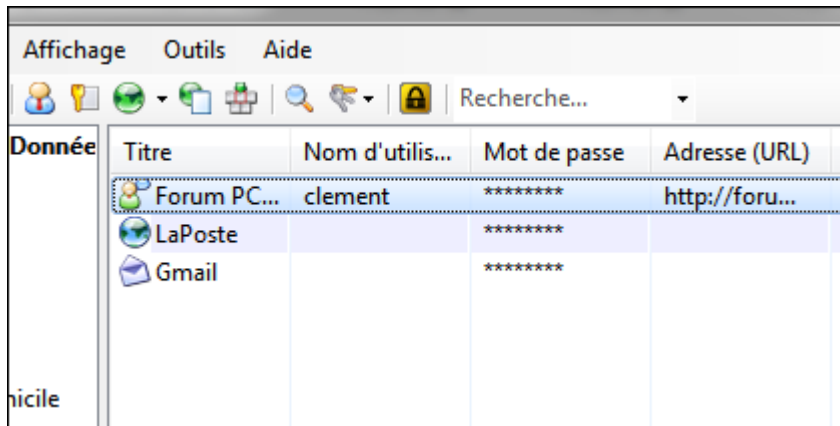 Affichage Outils Aide
Recherche...
Donnée
Titre Nom d'utilis... Mot de passe Adresse (URL)
Forum PC... clement ******** http://foru...
LaPoste ********
Gmail ********
nicile